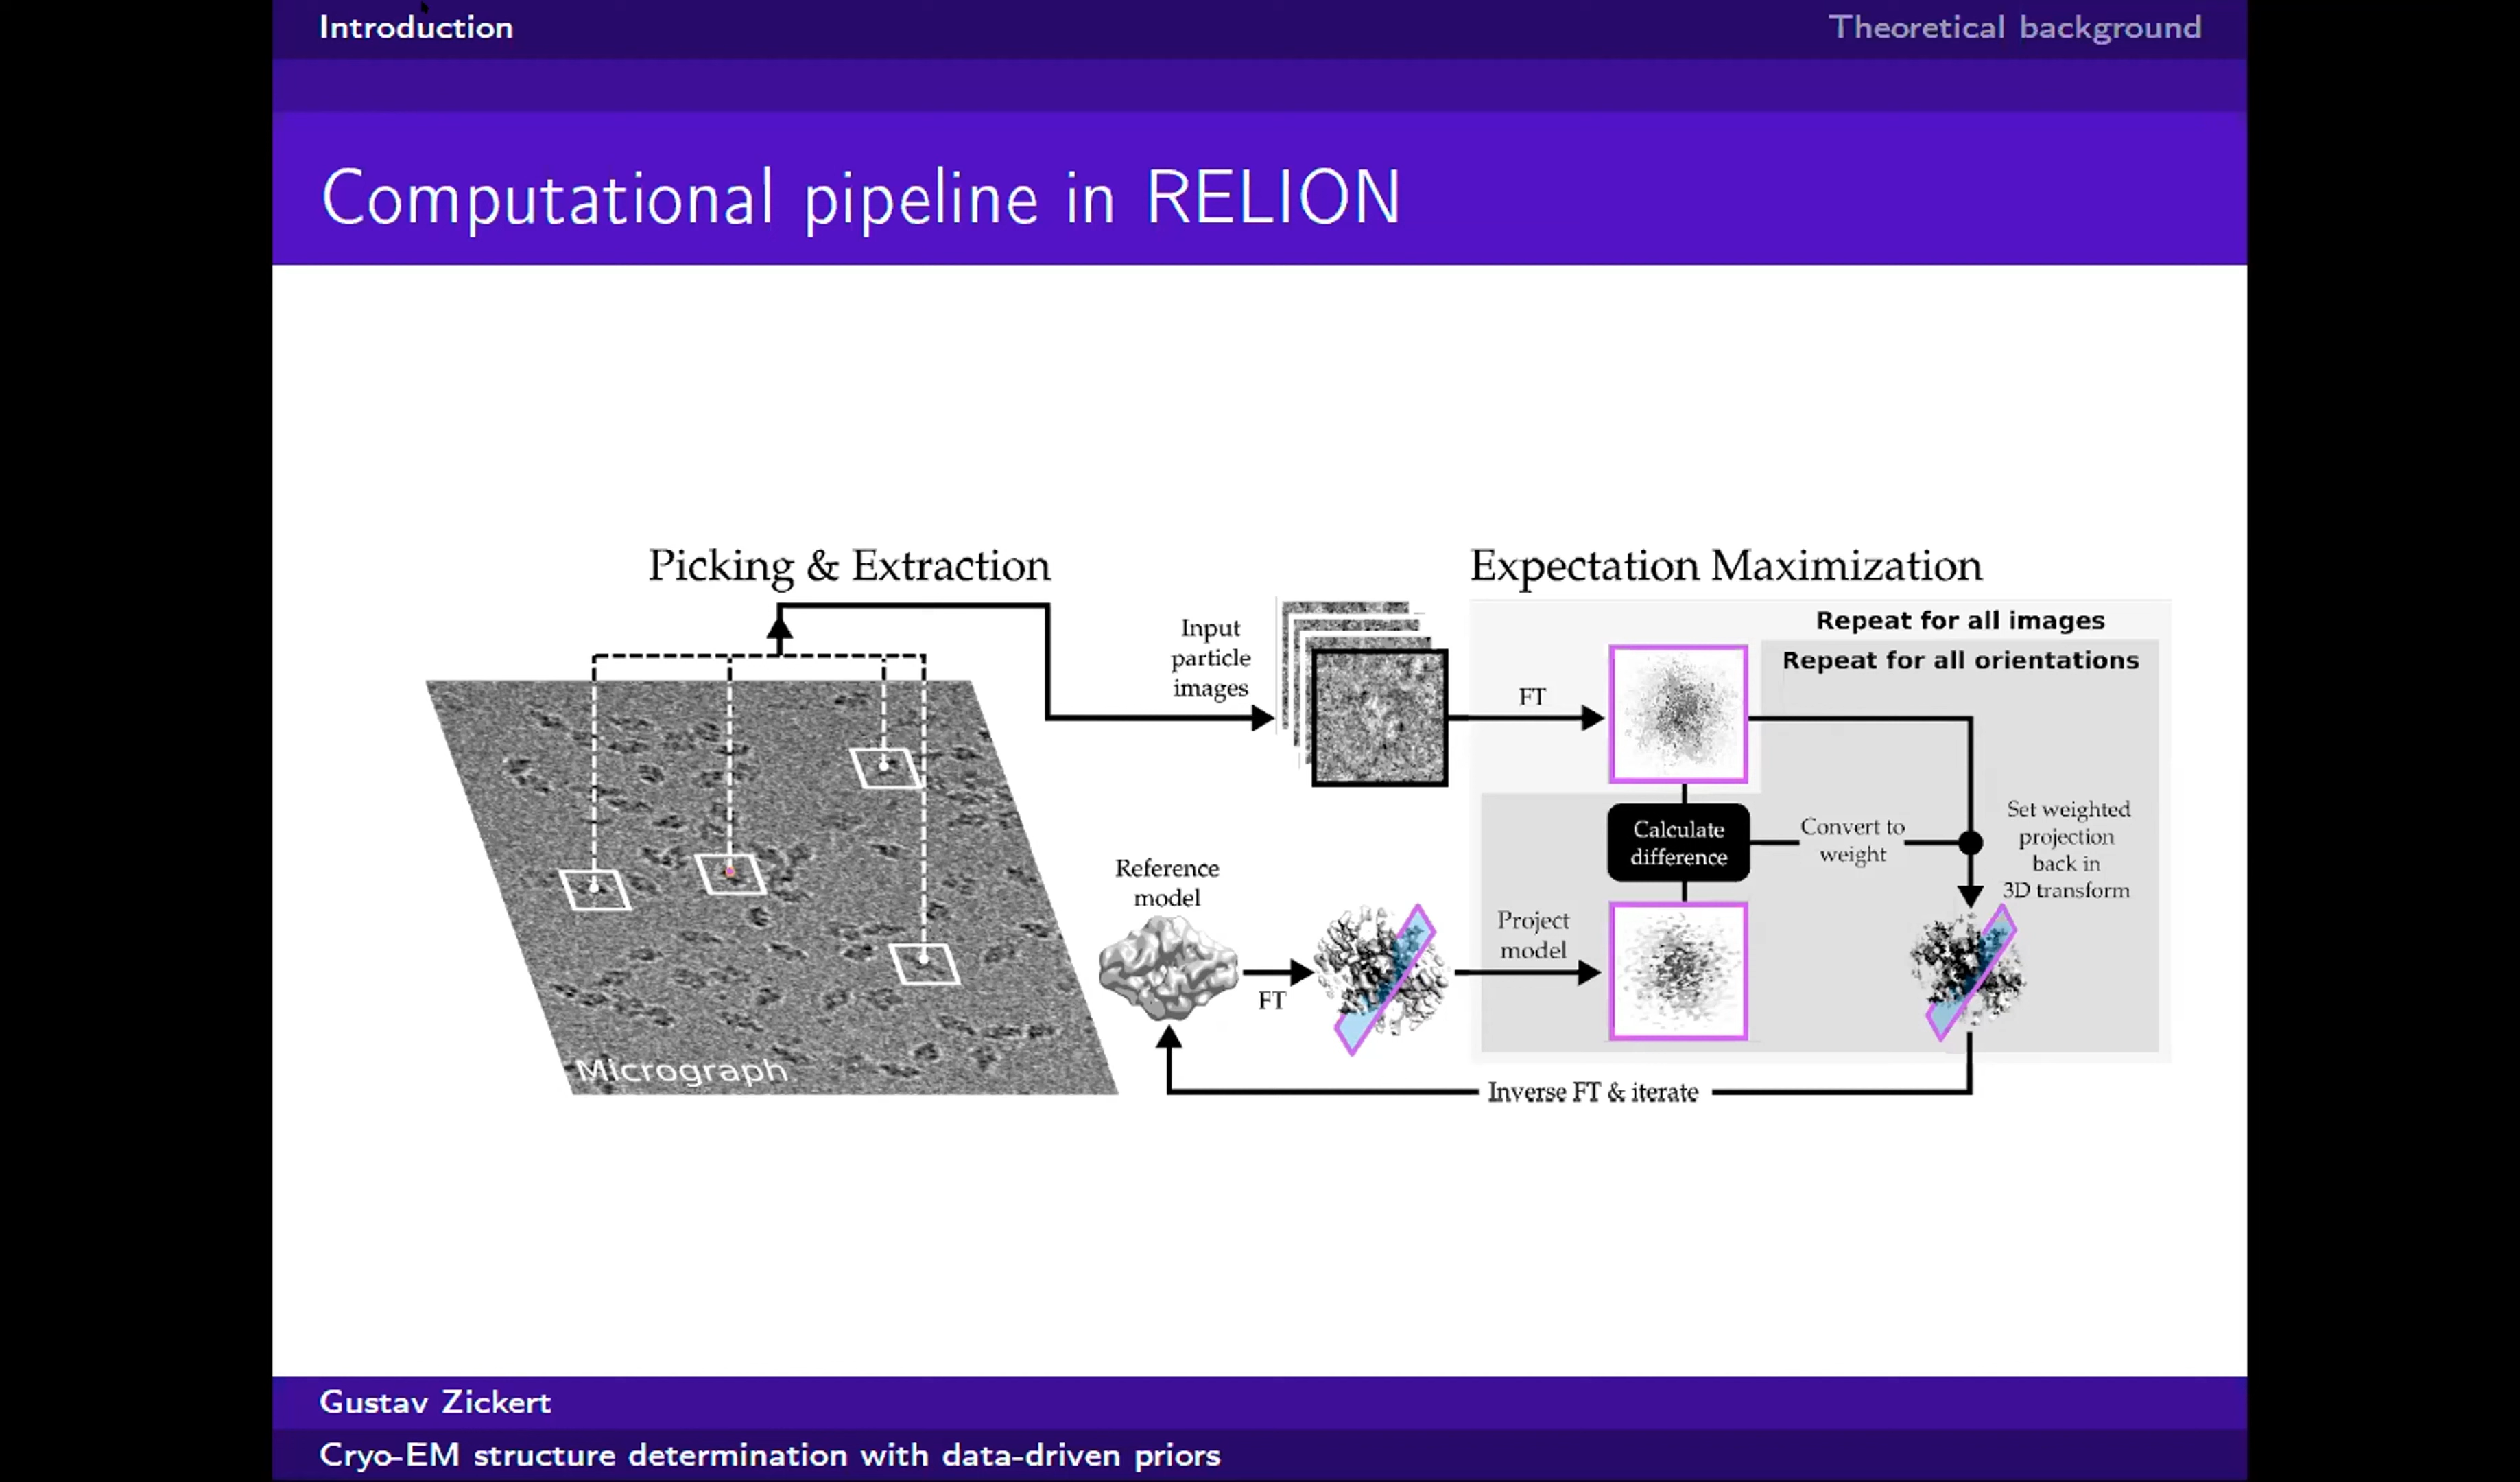 Introduction
Theoretical background
Computational pipeline in RELION
Picking & Extraction
Expectation Maximization
Repeat for all images
Repeat for all orientations
Input
particle
images
FT
Calculate
difference
Convert to
weight
Set weighted
projection
back in
3D transform
Reference
model
FT
Project
model
Micrograph
Inverse FT & iterate
Gustav Zickert
Cryo-EM structure determination with data-driven priors